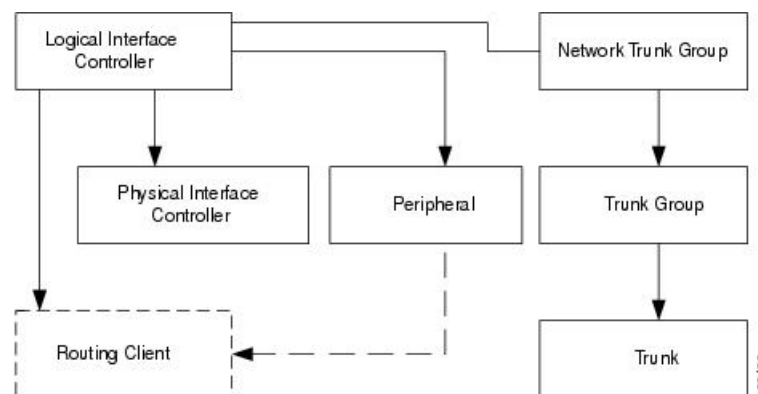 Logical Interface
Controller
Network Trunk Group
Physical Interface
Controller
Peripheral
Trunk Group
Routing Client
Trunk